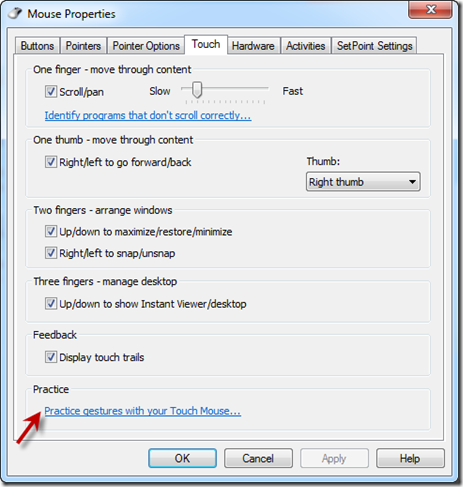 Mouse Properties
Buttons Pointers Pointer Options Touch Hardware Activities SetPoint Settings
One finger - move through content
Scroll/pan Slow Fast
Identify programs that don't scroll correctly...
One thumb - move through content
Right/left to go forward/back Thumb:
Right thumb
Two fingers - arrange windows
Up/down to maximize/restore/minimize
Right/left to snap/unsnap
Three fingers - manage desktop
Up/down to show Instant Viewer/desktop
Feedback
Display touch trails
Practice
Practice gestures with your Touch Mouse...
OK Cancel Apply Help